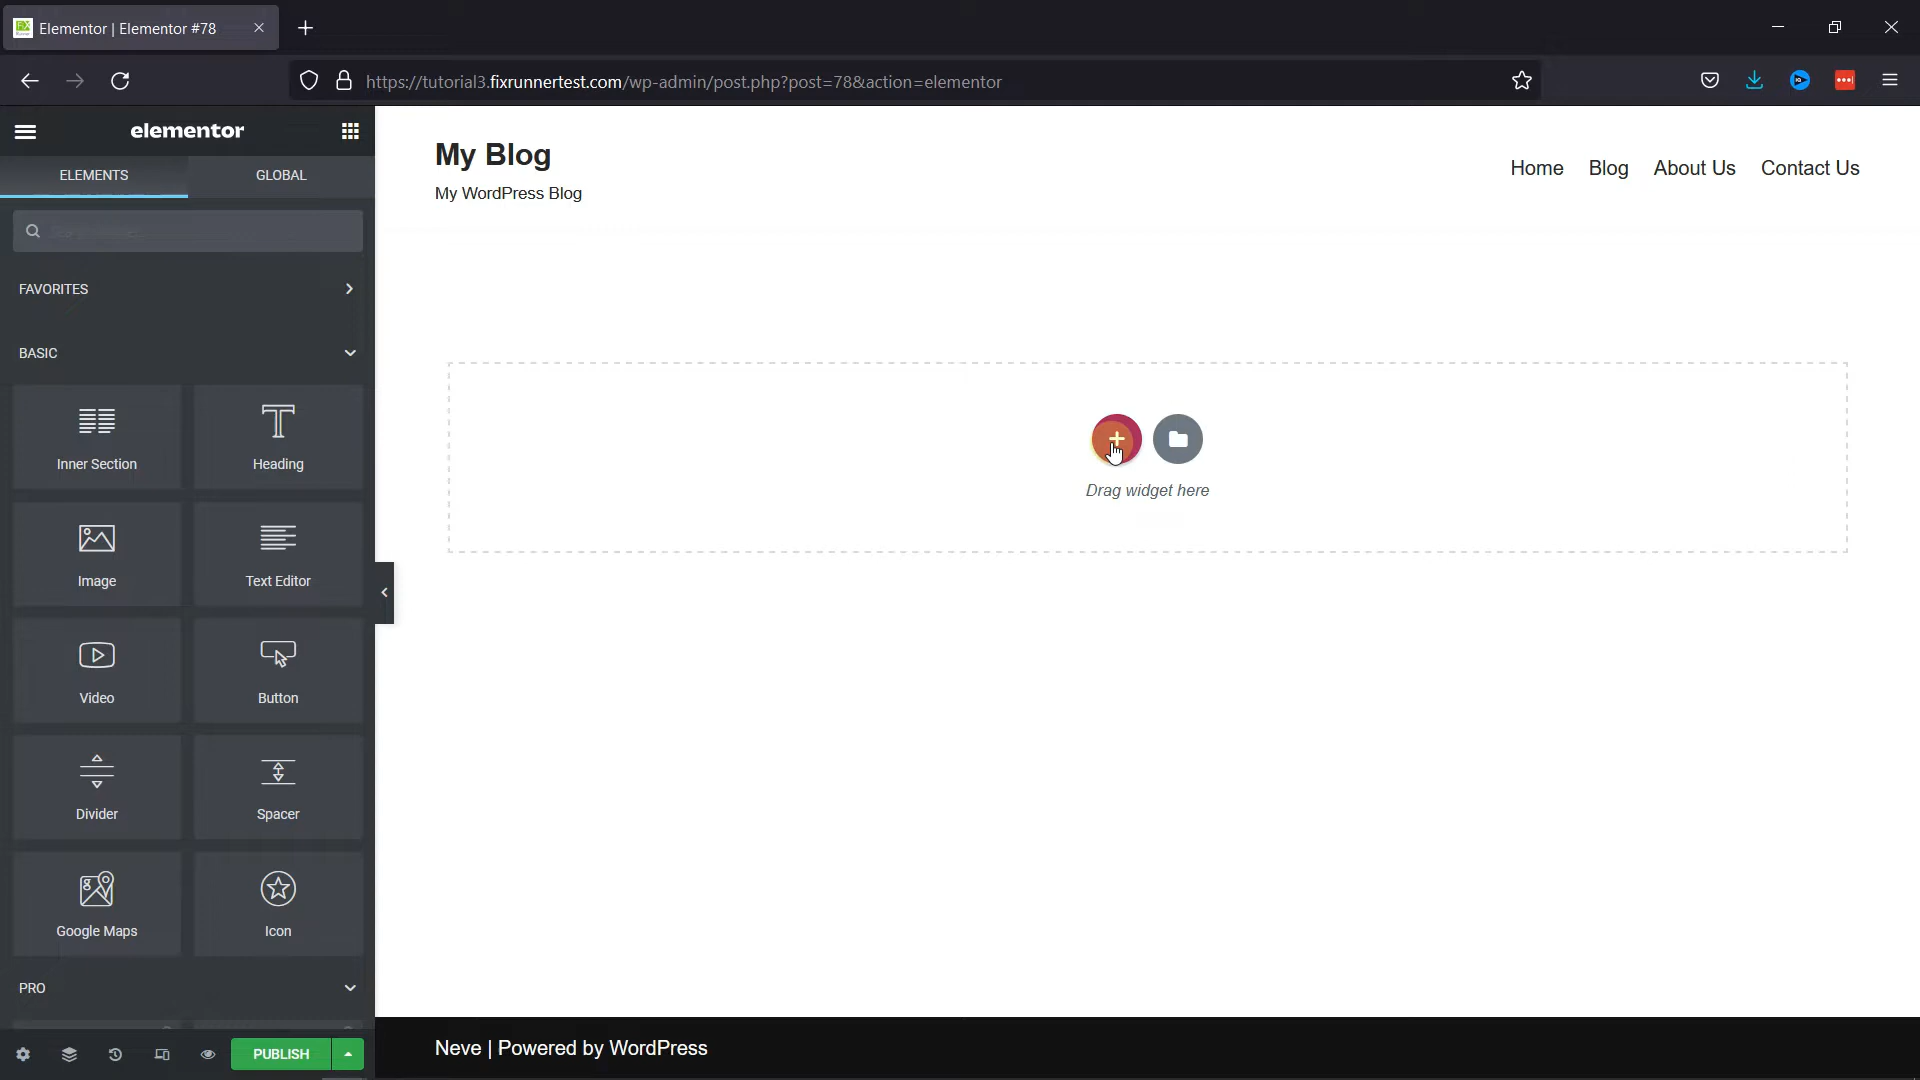 Elementor | Elementor #78
https://tutorial3.fixrunnertest.com/wp-admin/post.php?post=78&action=elementor
elementor
ELEMENTS
GLOBAL
FAVORITES
BASIC
Inner Section
Heading
Image
Text Editor
Video
Button
Divider
Spacer
Google Maps
Icon
PRO
PUBLISH
My Blog
My WordPress Blog
Home
Blog
About Us
Contact Us
Drag widget here
Neve | Powered by WordPress